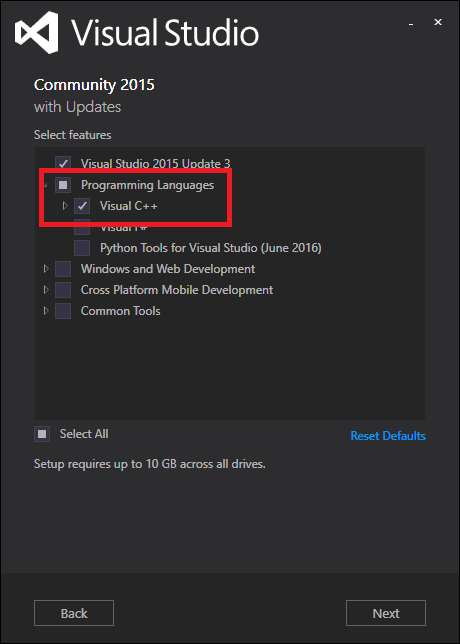 Visual Studio
Community 2015
with Updates
Select features
Visual Studio 2015 Update 3
Programming Languages
Visual C++
Visual F#
Python Tools for Visual Studio (June 2016)
Windows and Web Development
Cross Platform Mobile Development
Common Tools
Select All
Reset Defaults
Setup requires up to 10 GB across all drives.
Back
Next